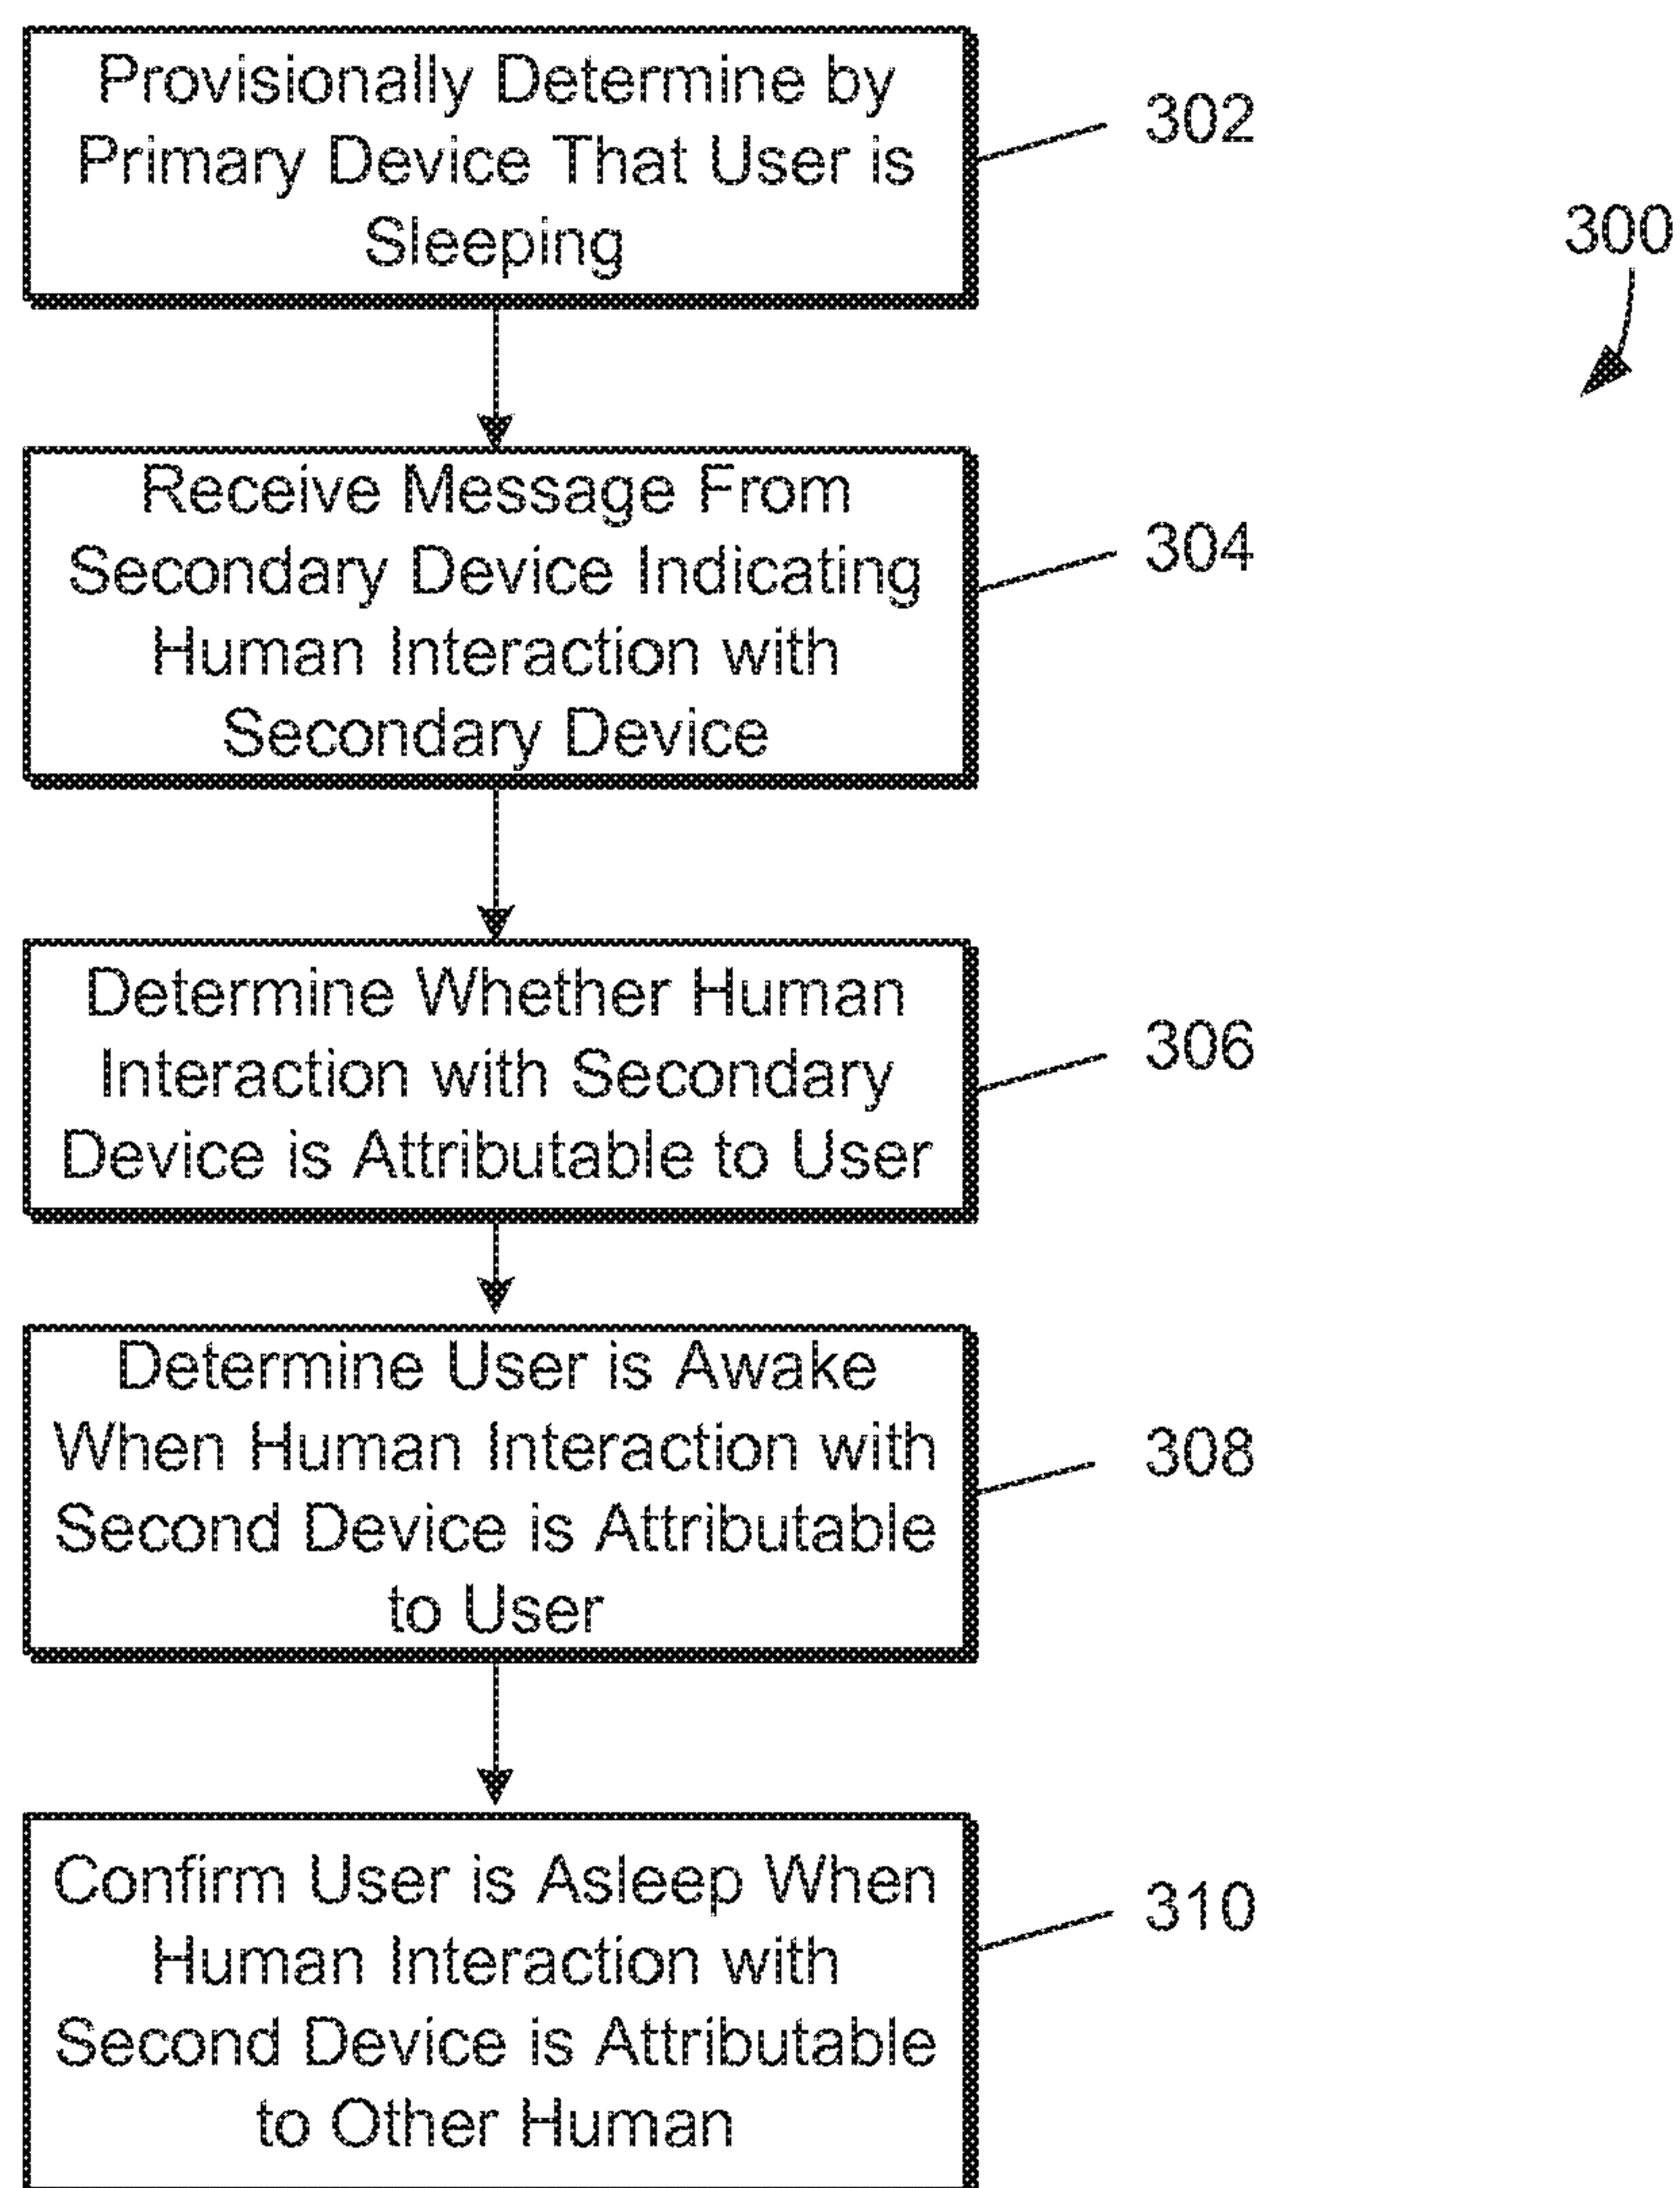 Provisionally Determine by
Primary Device That User is
Sleeping
302
300
Receive Message From
Secondary Device Indicating
Human Interaction with
Secondary Device
304
Determine Whether Human
Interaction with Secondary
Device is Attributable to User
306
Determine User is Awake
When Human Interaction with
Second Device is Attributable
to User
308
Confirm User is Asleep When
Human Interaction with
Second Device is Attributable
to Other Human
310